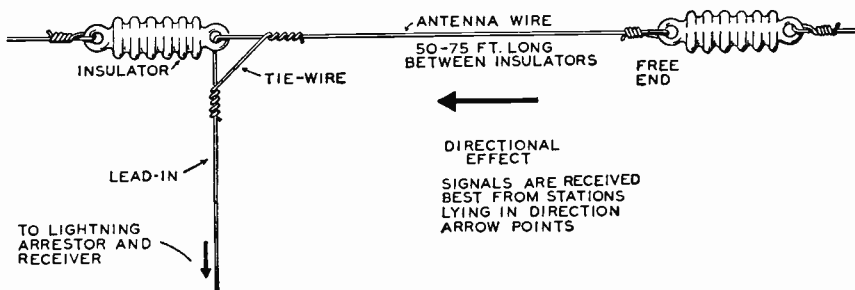 ANTENNA WIRE
50-75 FT. LONG
BETWEEN INSULATORS
INSULATOR
TIE-WIRE
FREE
END
LEAD-IN
DIRECTIONAL
EFFECT
SIGNALS ARE RECEIVED
BEST FROM STATIONS
LYING IN DIRECTION
ARROW POINTS
TO LIGHTNING
ARRESTOR AND
RECEIVER